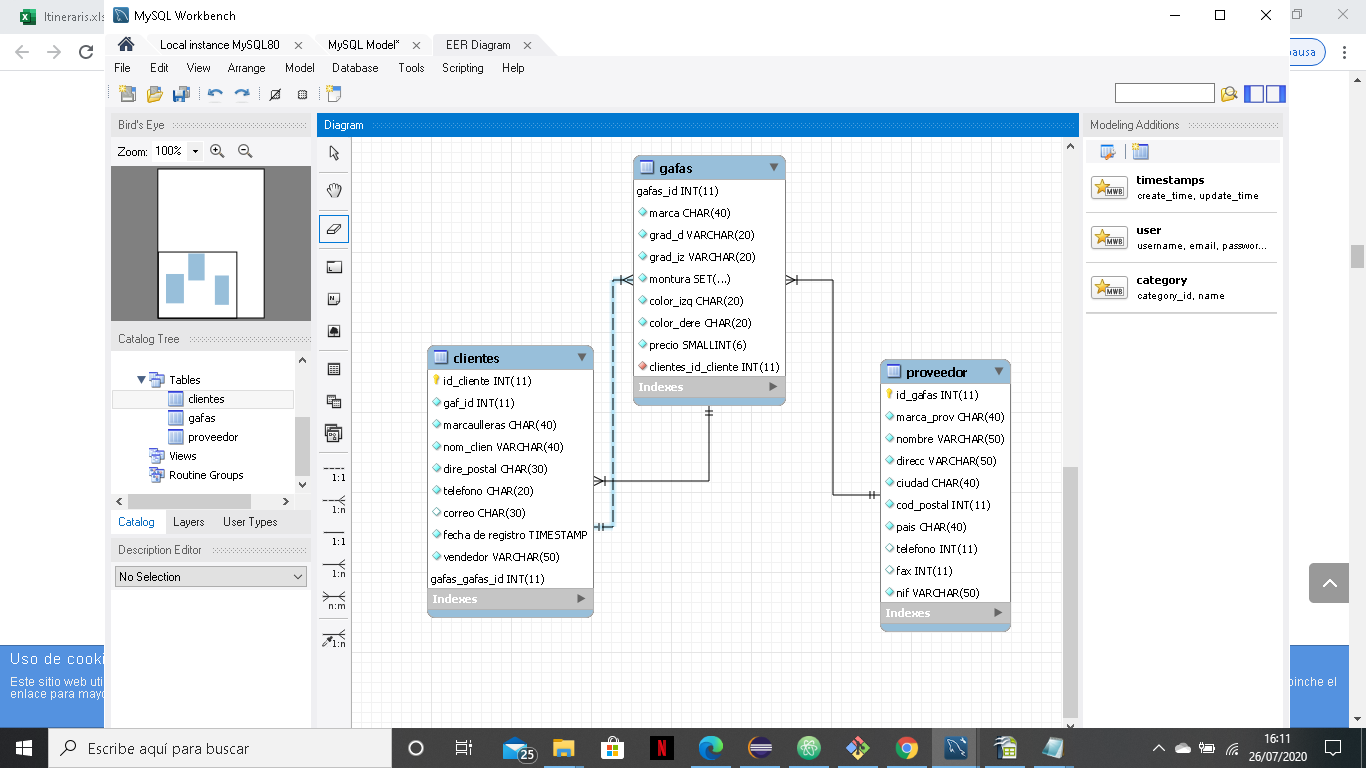 Itineraris.xls
MySQL Workbench
ausa
Local instance MySQL80
MySQL Model*
EER Diagram
File Edit View Arrange Model Database Tools Scripting Help
Bird's Eye
Zoom: 100%
Diagram
Modeling Additions
timestamps
create_time, update_time
user
username, email, passwor...
category
category_id, name
Catalog Tree
Tables
clientes
gafas
proveedor
Views
Routine Groups
Catalog Layers User Types
Description Editor
No Selection
1:1
1:n
1:1
1:n
n:m
1:n
gafas
gafas_id INT(11)
marca CHAR(40)
grad_d VARCHAR(20)
grad_iz VARCHAR(20)
montura SET(...)
color_izq CHAR(20)
color_dere CHAR(20)
precio SMALLINT(6)
clientes_id_cliente INT(11)
Indexes
clientes
id_cliente INT(11)
gaf_id INT(11)
marcaulleras CHAR(40)
nom_clien VARCHAR(40)
dire_postal CHAR(30)
telefono CHAR(20)
correo CHAR(30)
fecha de registro TIMESTAMP
vendedor VARCHAR(50)
gafas_gafas_id INT(11)
Indexes
proveedor
id_gafas INT(11)
marca_prov CHAR(40)
nombre VARCHAR(50)
direcc VARCHAR(50)
ciudad CHAR(40)
cod_postal INT(11)
pais CHAR(40)
telefono INT(11)
fax INT(11)
nif VARCHAR(50)
Indexes
Uso de cooki
Este sitio web uti
enlace para mayo
pinche el
Escribe aquí para buscar
25
16:11
26/07/2020